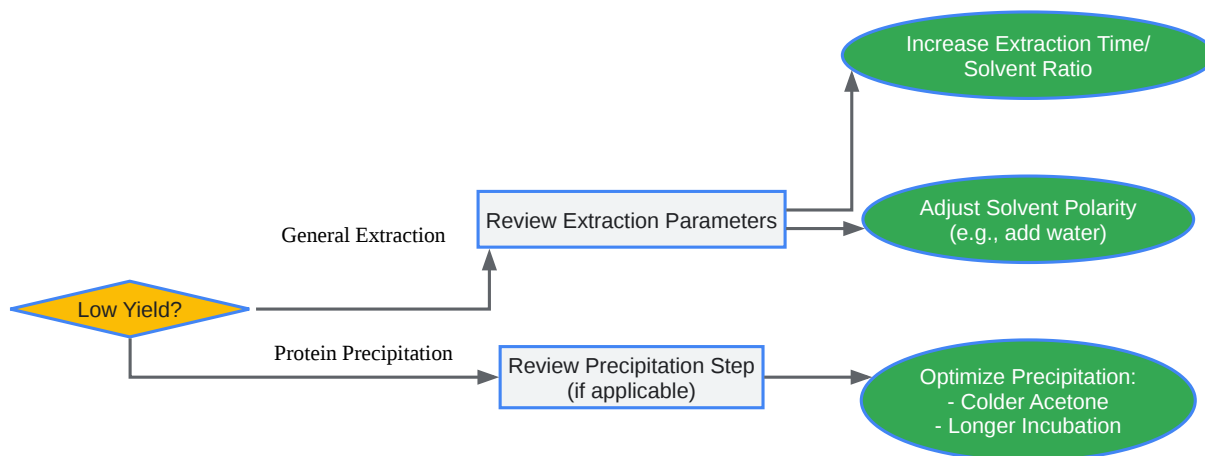 Increase Extraction Time/
Solvent Ratio
Review Extraction Parameters
Adjust Solvent Polarity
(e.g., add water)
General Extraction
Low Yield?
Protein Precipitation
Review Precipitation Step
(if applicable)
Optimize Precipitation:
- Colder Acetone
- Longer Incubation